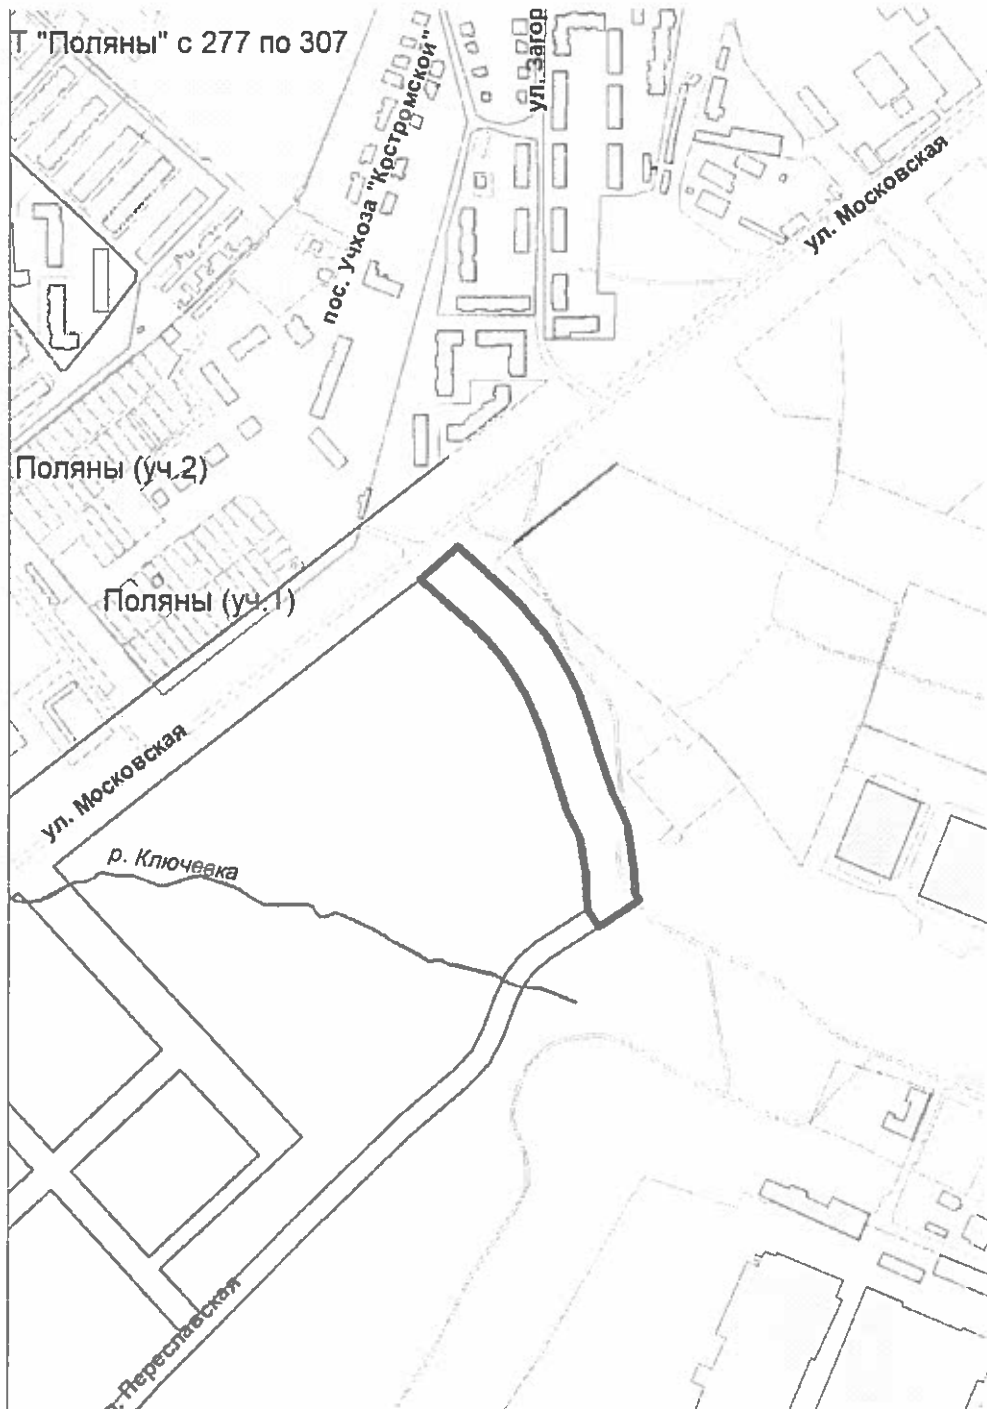 Т "Поляны" с 277 по 307
пос. Учхоза "Костромской"
ул. Загор
ул. Московская
Поляны (уч.2)
Поляны (уч.1)
ул. Московская
р. Ключевка
Переславская